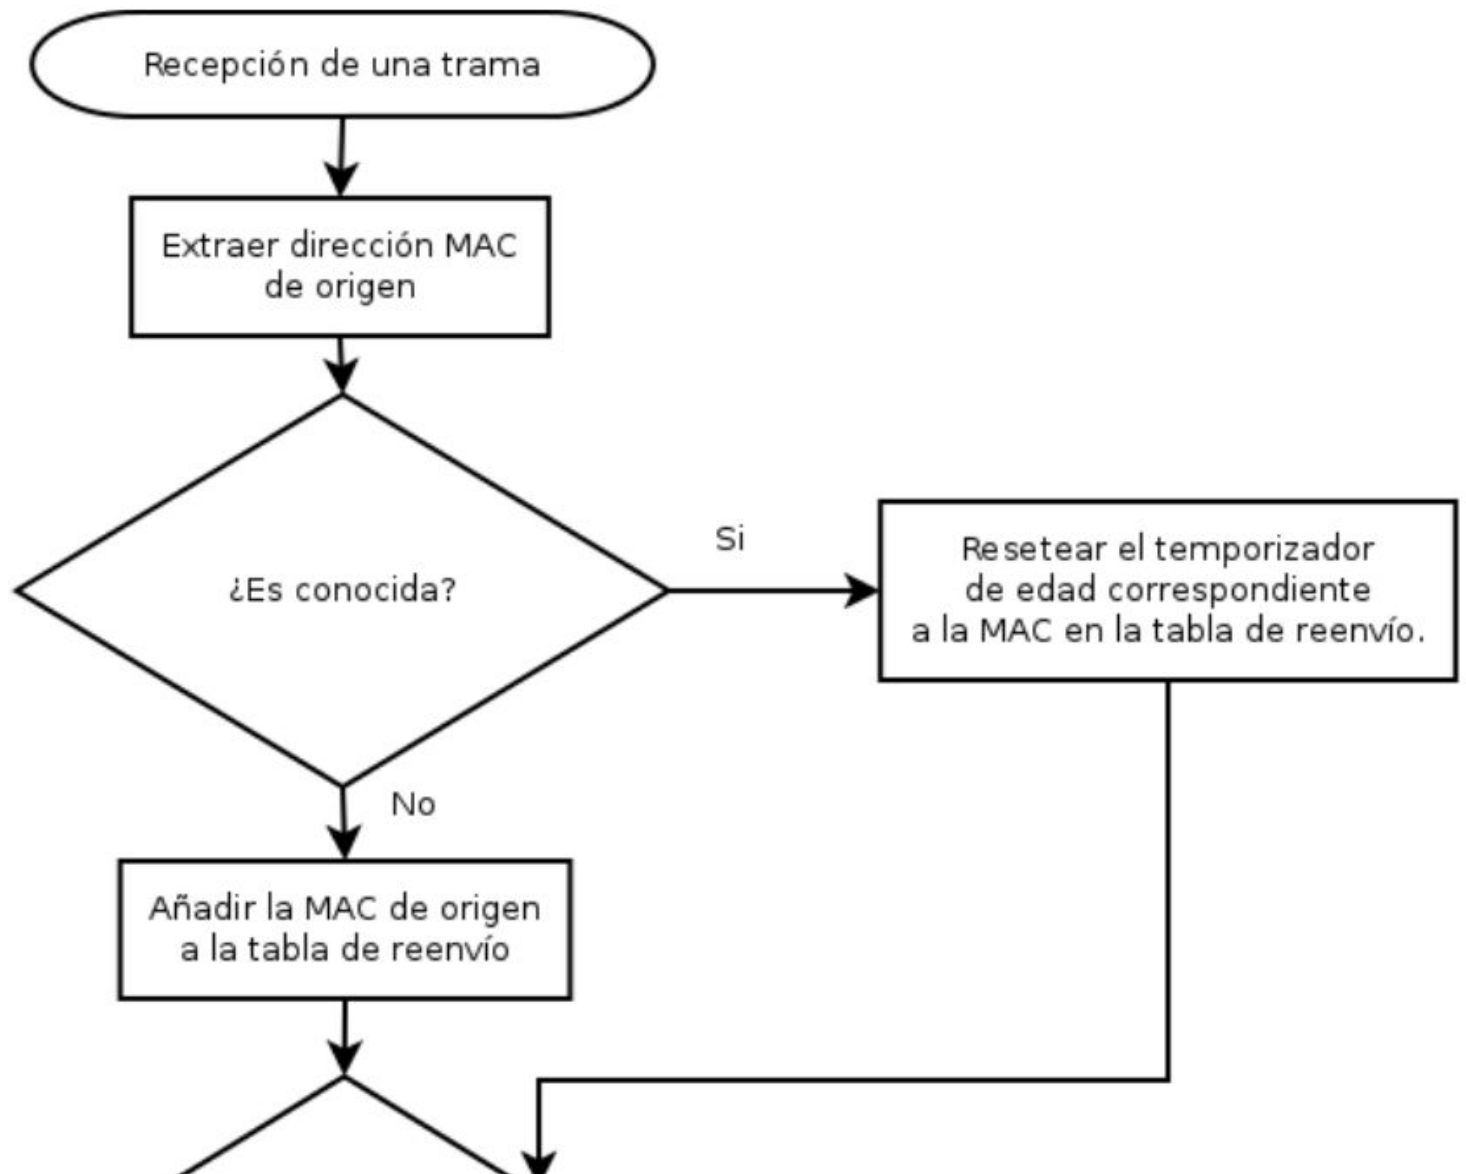 Recepción de una trama
Extraer dirección MAC
de origen
¿Es conocida?
Si
Resetear el temporizador
de edad correspondiente
a la MAC en la tabla de reenvío.
No
Añadir la MAC de origen
a la tabla de reenvío